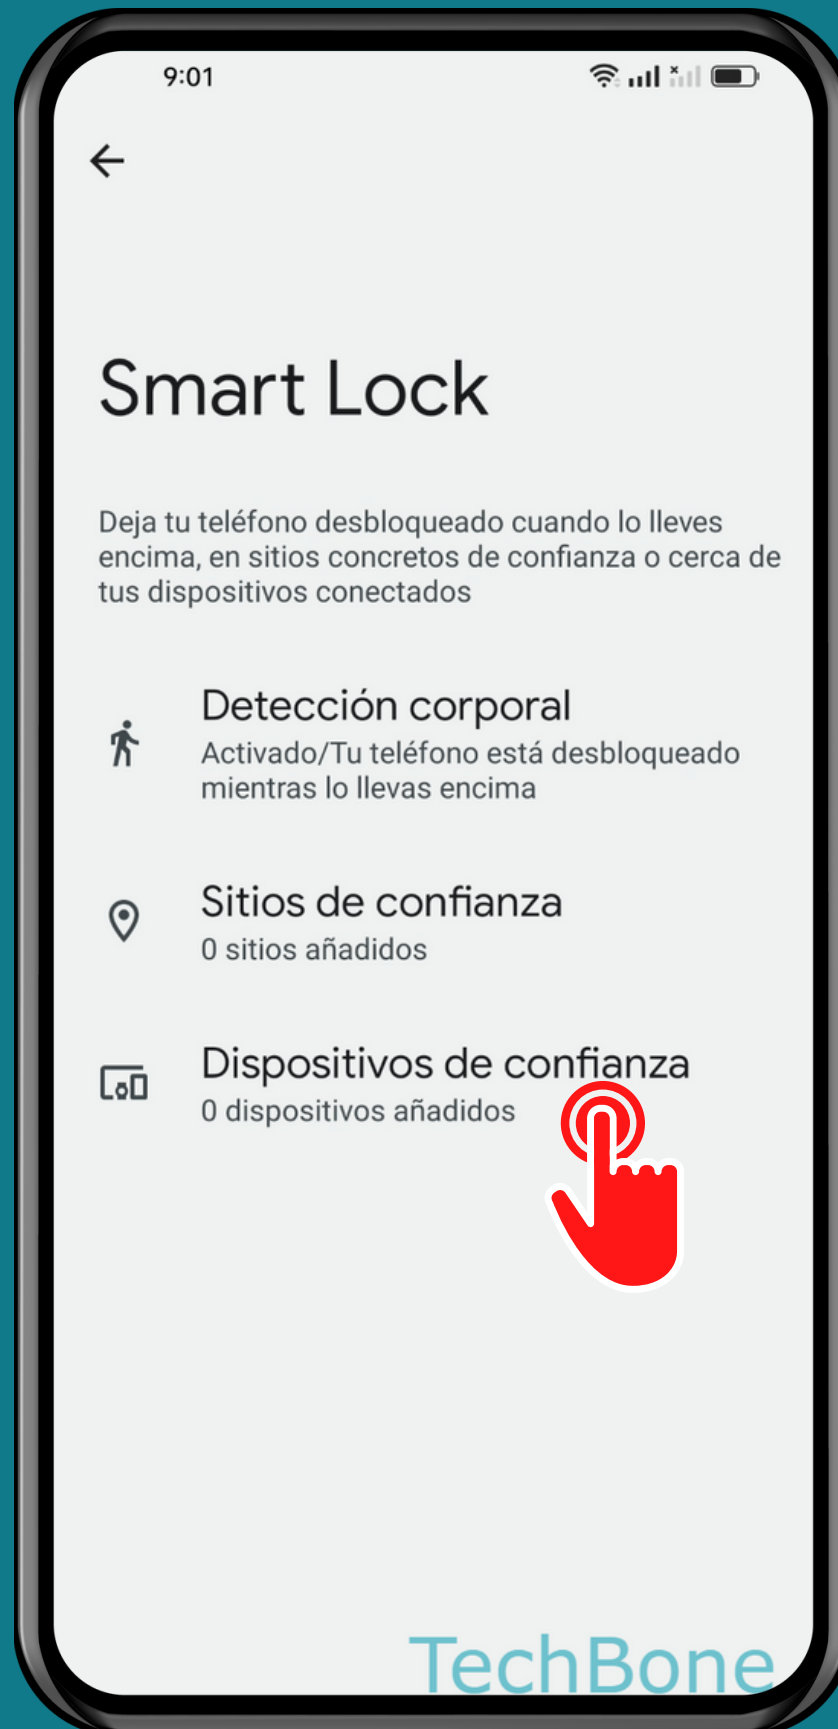 9:01
Smart Lock
Deja tu teléfono desbloqueado cuando lo lleves
encima, en sitios concretos de confianza o cerca de
tus dispositivos conectados
Detección corporal
Activado/Tu teléfono está desbloqueado
mientras lo llevas encima
Sitios de confianza
0 sitios añadidos
Dispositivos de confianza
0 dispositivos añadidos
TechBone